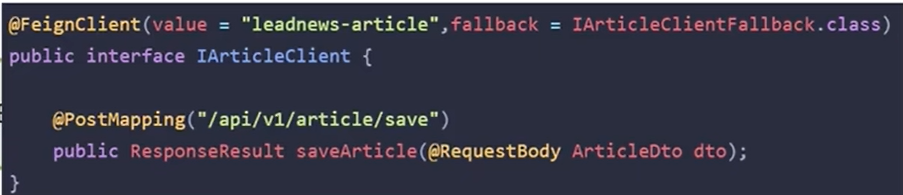 @FeignClient(value = "leadnews-article",fallback = IArticleClientFallback.class)
public interface IArticleClient {
@PostMapping("/api/v1/article/save")
public ResponseResult saveArticle(@RequestBody ArticleDto dto);
}